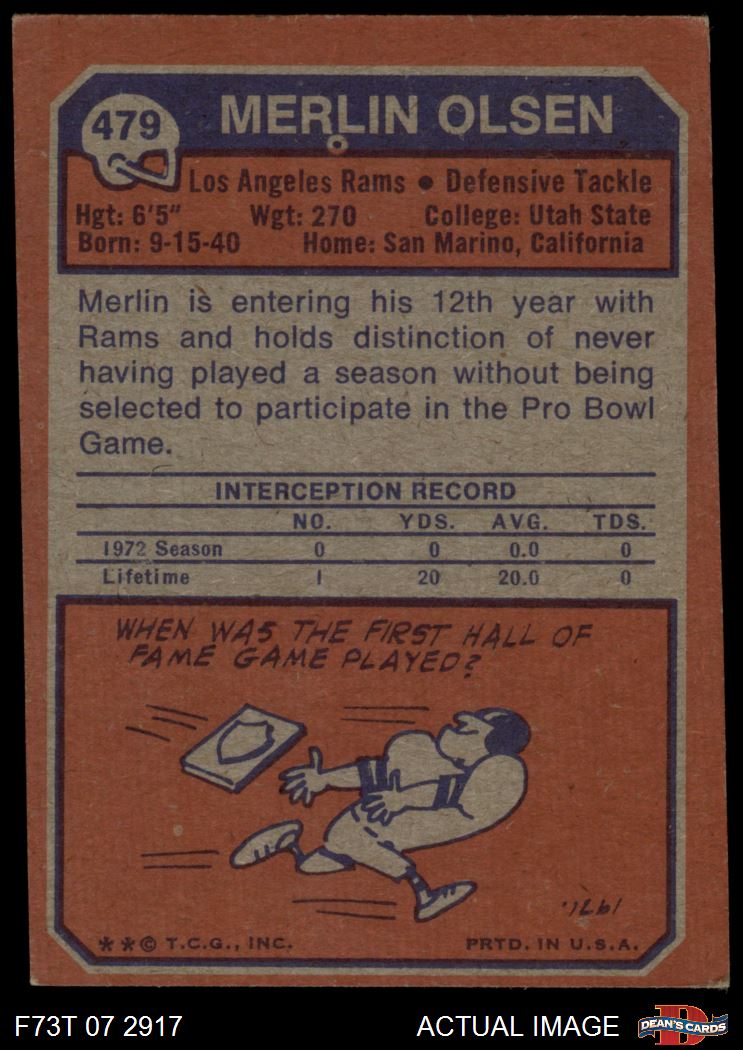 479
MERLIN OLSEN
Los Angeles Rams • Defensive Tackle
Hgt: 6'5" Wgt: 270 College: Utah State
Born: 9-15-40 Home: San Marino, California
Merlin is entering his 12th year with
Rams and holds distinction of never
having played a season without being
selected to participate in the Pro Bowl
Game.
INTERCEPTION RECORD
NO. YDS. AVG. TDS.
1972 Season 0 0 0.0 0
Lifetime 1 20 20.0 0
WHEN WAS THE FIRST HALL OF
FAME GAME PLAYED?
1971.
**© T.C.G., INC. PRTD. IN U.S.A.
F73T 07 2917 ACTUAL IMAGE
D
DEAN'S CARDS